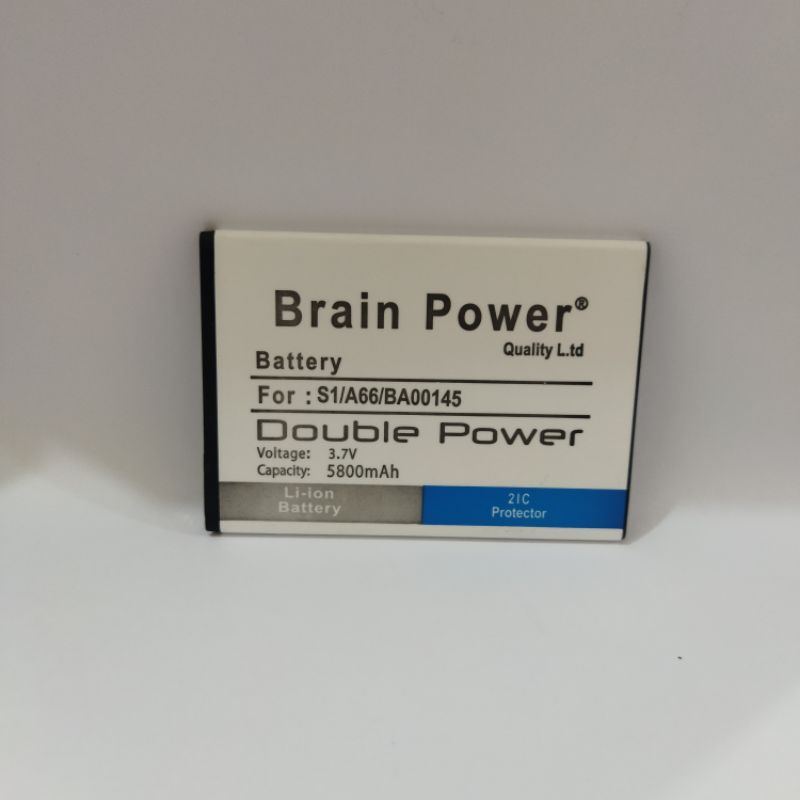 Brain Power®
Quality L.td
Battery
For : S1/A66/BA00145
Double Power
Voltage: 3.7V
Capacity: 5800mAh
Li-ion
Battery
2IC
Protector